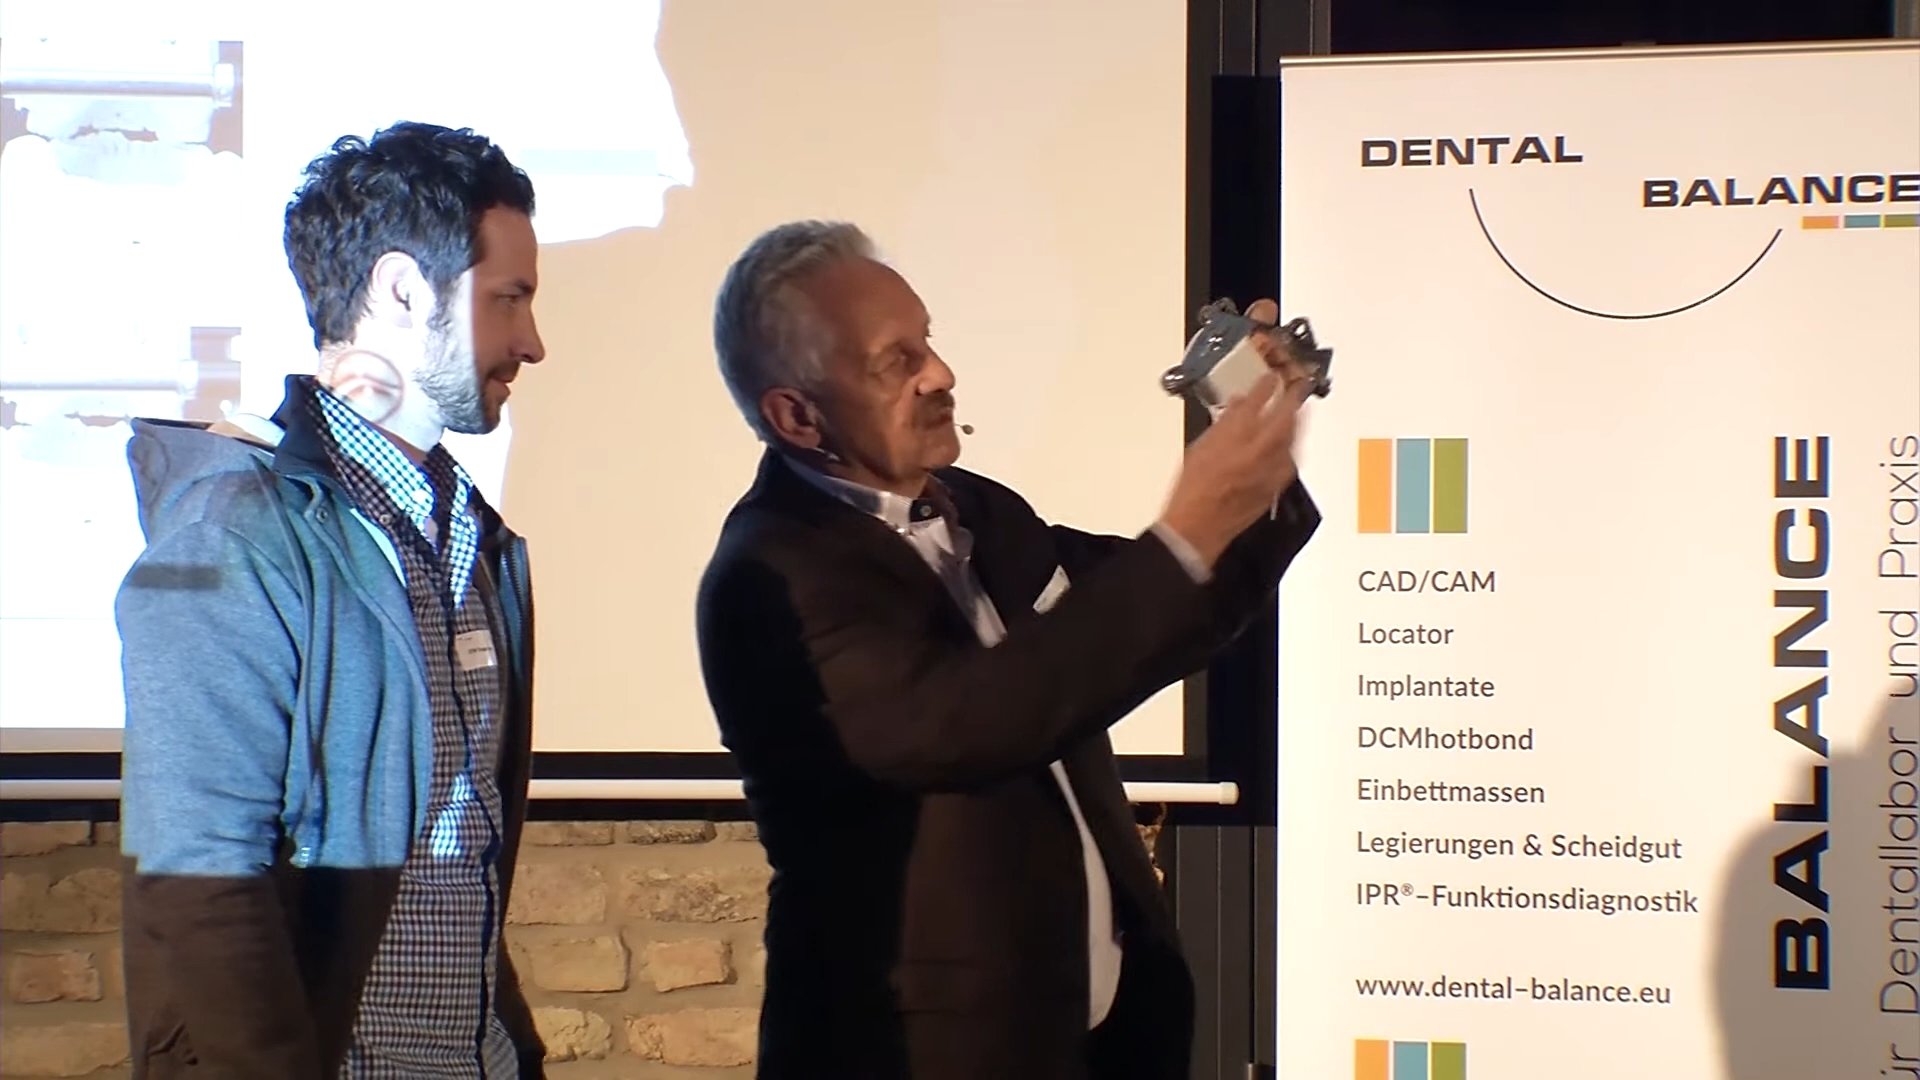 DENTAL
BALANCE
CAD/CAM
Locator
Implantate
DCMhotbond
Einbettmassen
Legierungen & Scheidgut
IPR®–Funktionsdiagnostik
www.dental-balance.eu
BALANCE
Dentallabor und Praxis